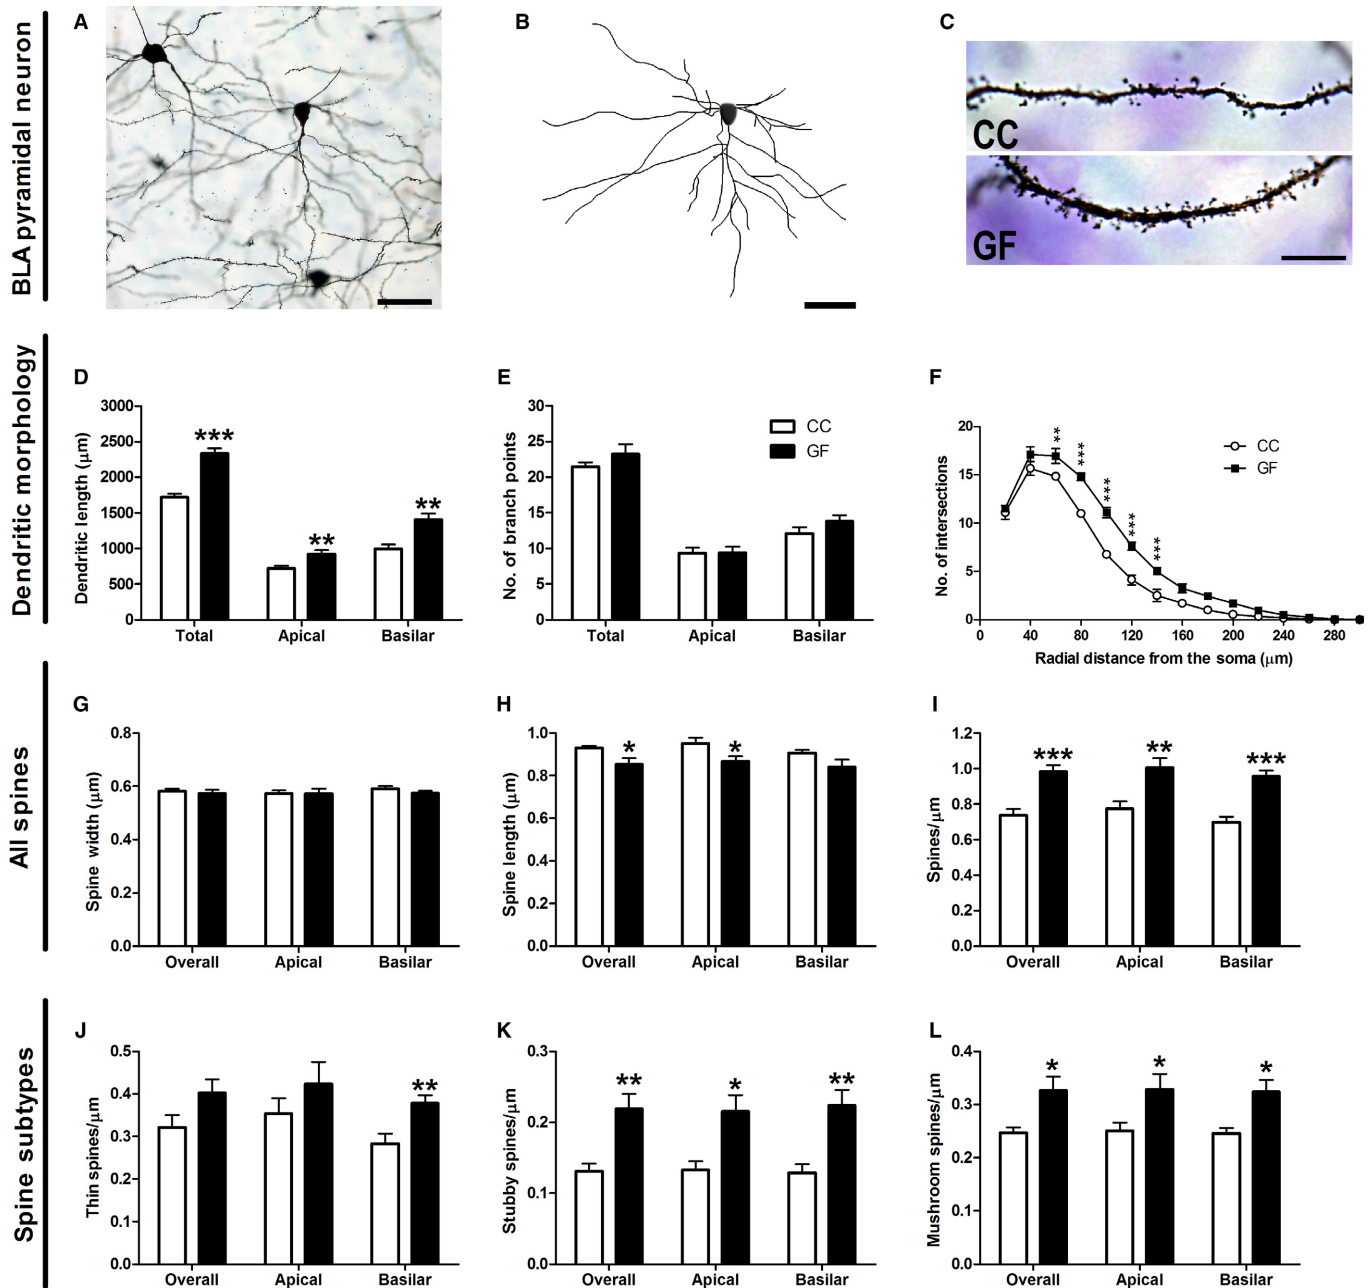 BLA pyramidal neuron
A
B
C
CC
GF
Dendritic morphology
D
Dendritic length (μm)
3000
2500
2000
1500
1000
500
0
***
**
**
Total
Apical
Basilar
E
No. of branch points
30
25
20
15
10
5
0
CC
GF
Total
Apical
Basilar
F
No. of intersections
20
15
10
5
0
**
***
***
***
***
CC
GF
0
40
80
120
160
200
240
280
Radial distance from the soma (μm)
All spines
G
Spine width (μm)
0.8
0.6
0.4
0.2
0.0
Overall
Apical
Basilar
H
Spine length (μm)
1.0
0.8
0.6
0.4
0.2
0.0
*
*
Overall
Apical
Basilar
I
Spines/μm
1.2
1.0
0.8
0.6
0.4
0.2
0.0
***
**
***
Overall
Apical
Basilar
Spine subtypes
J
Thin spines/μm
0.5
0.4
0.3
0.2
0.1
0.0
**
Overall
Apical
Basilar
K
Stubby spines/μm
0.3
0.2
0.1
0.0
**
*
**
Overall
Apical
Basilar
L
Mushroom spines/μm
0.4
0.3
0.2
0.1
0.0
*
*
*
Overall
Apical
Basilar